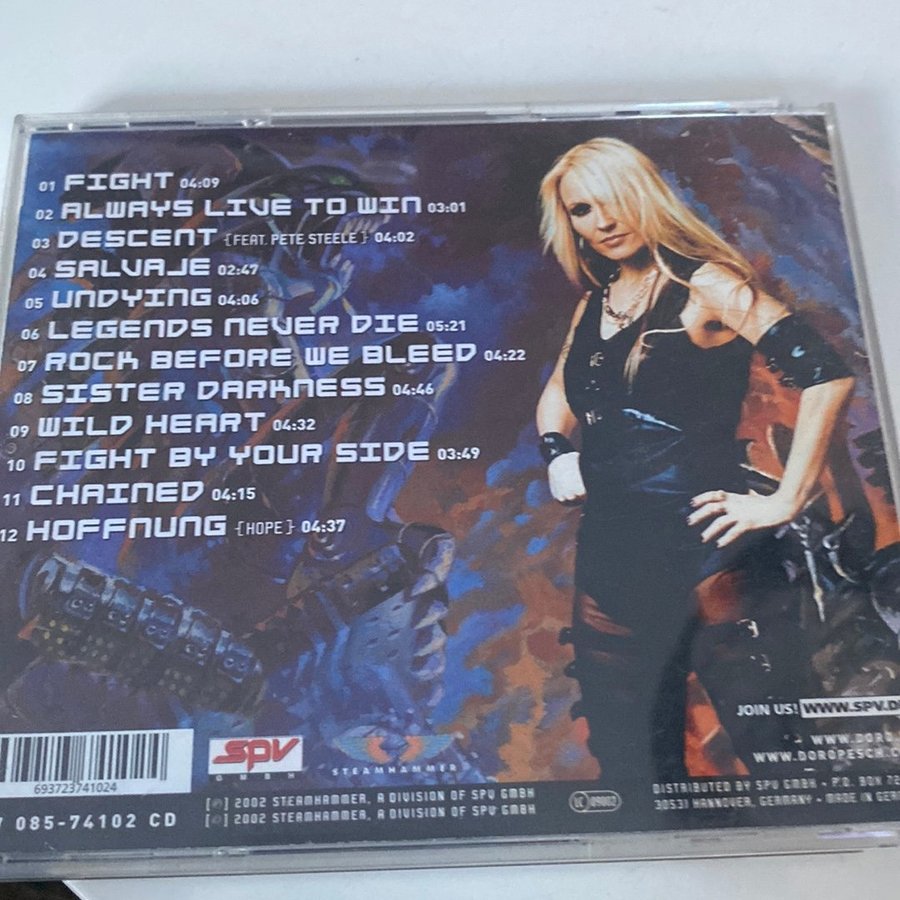 01 FIGHT 04:09
02 ALWAYS LIVE TO WIN 03:01
03 DESCENT {FEAT. PETE STEELE} 04:02
04 SALVAJE 02:47
05 UNDYING 04:06
06 LEGENDS NEVER DIE 05:21
07 ROCK BEFORE WE BLEED 04:22
08 SISTER DARKNESS 04:46
09 WILD HEART 04:32
10 FIGHT BY YOUR SIDE 03:49
11 CHAINED 04:15
12 HOFFNUNG {HOPE} 04:37
JOIN US! WWW.SPV.D
WWW.DORO
WWW.DOROPESCH.C
693723741024
spv
GMBH
STEAMHAMMER
085-74102 CD
[℗] 2002 STEAMHAMMER, A DIVISION OF SPV GMBH
[©] 2002 STEAMHAMMER, A DIVISION OF SPV GMBH
LC 09002
DISTRIBUTED BY SPV GMBH - P.O. BOX 72
30531 HANNOVER, GERMANY - MADE IN GER